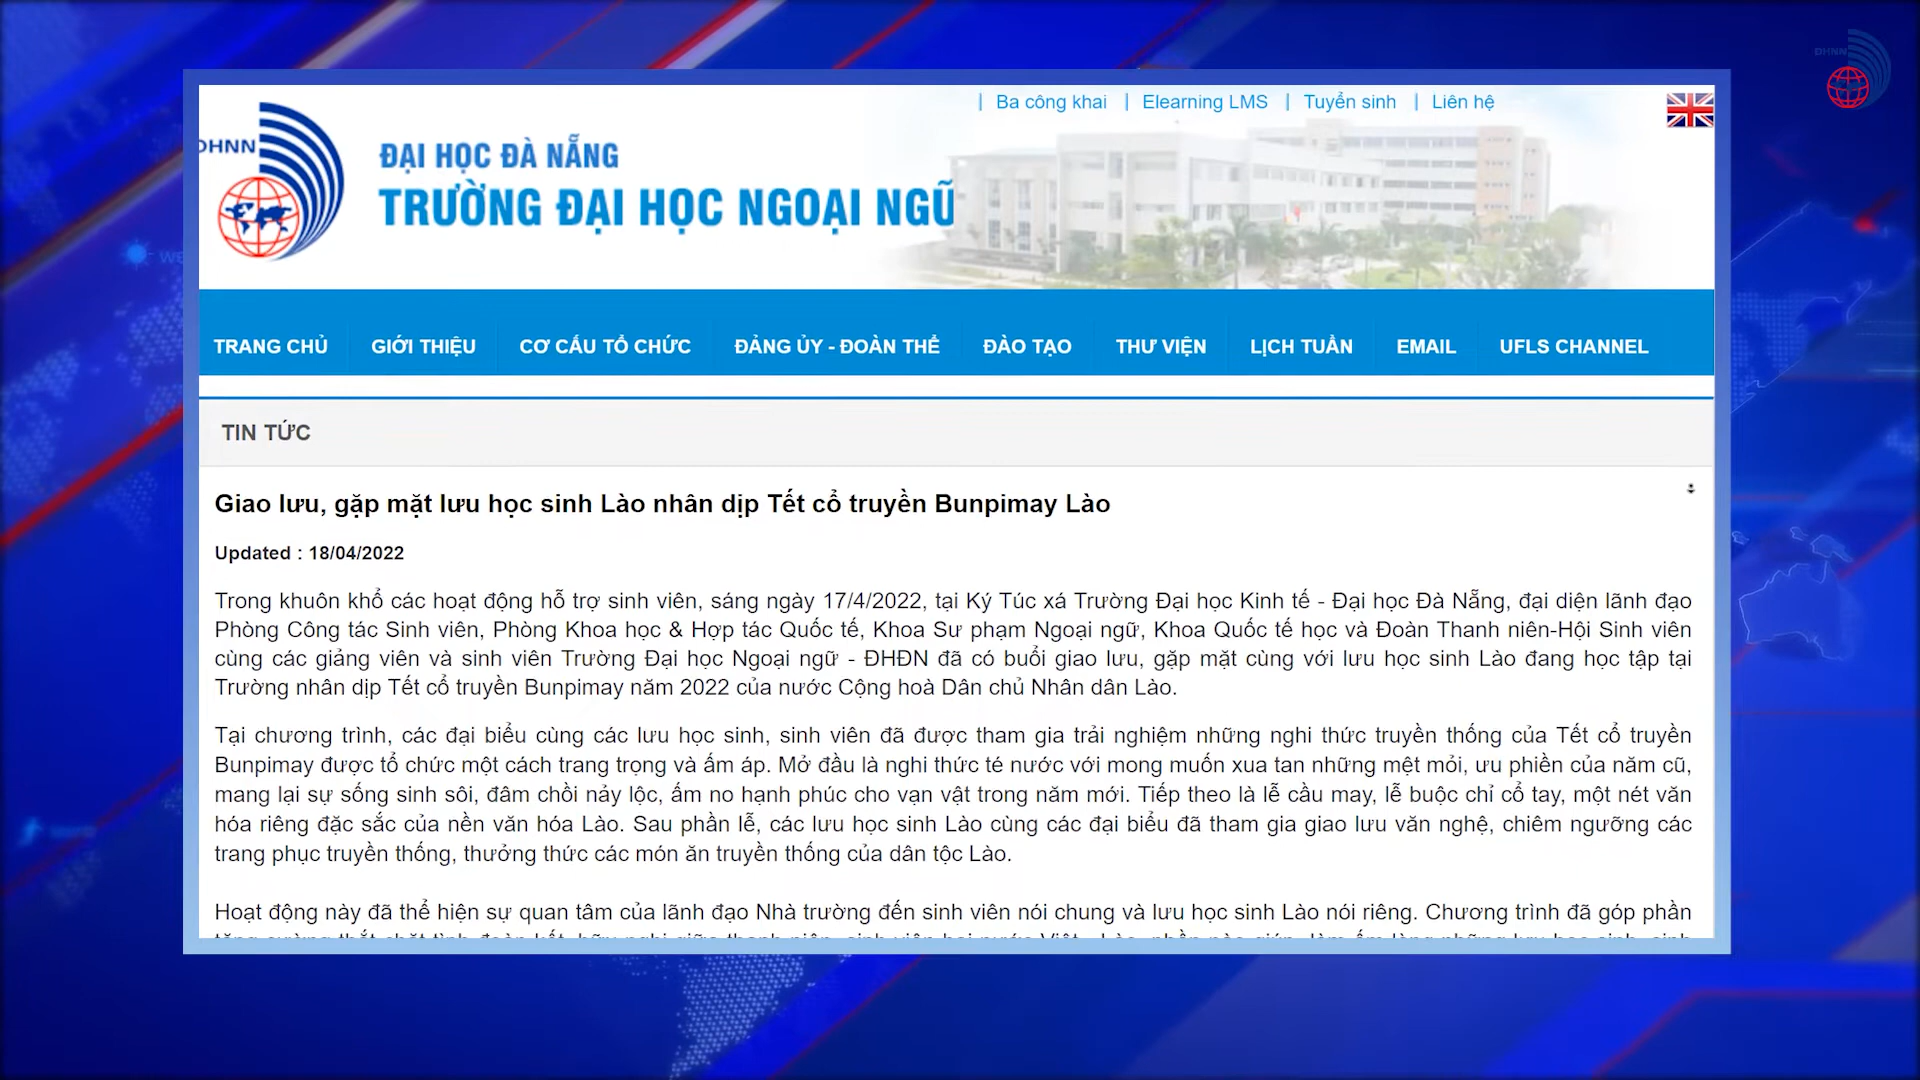 ĐHNN
| Ba công khai | Elearning LMS | Tuyển sinh | Liên hệ
ĐHNN
ĐẠI HỌC ĐÀ NẴNG
TRƯỜNG ĐẠI HỌC NGOẠI NGỮ
TRANG CHỦ GIỚI THIỆU CƠ CẤU TỔ CHỨC ĐẢNG ỦY - ĐOÀN THỂ ĐÀO TẠO THƯ VIỆN LỊCH TUẦN EMAIL UFLS CHANNEL
TIN TỨC
Giao lưu, gặp mặt lưu học sinh Lào nhân dịp Tết cổ truyền Bunpimay Lào
Updated : 18/04/2022
Trong khuôn khổ các hoạt động hỗ trợ sinh viên, sáng ngày 17/4/2022, tại Ký Túc xá Trường Đại học Kinh tế - Đại học Đà Nẵng, đại diện lãnh đạo
Phòng Công tác Sinh viên, Phòng Khoa học & Hợp tác Quốc tế, Khoa Sư phạm Ngoại ngữ, Khoa Quốc tế học và Đoàn Thanh niên-Hội Sinh viên
cùng các giảng viên và sinh viên Trường Đại học Ngoại ngữ - ĐHĐN đã có buổi giao lưu, gặp mặt cùng với lưu học sinh Lào đang học tập tại
Trường nhân dịp Tết cổ truyền Bunpimay năm 2022 của nước Cộng hoà Dân chủ Nhân dân Lào.
Tại chương trình, các đại biểu cùng các lưu học sinh, sinh viên đã được tham gia trải nghiệm những nghi thức truyền thống của Tết cổ truyền
Bunpimay được tổ chức một cách trang trọng và ấm áp. Mở đầu là nghi thức té nước với mong muốn xua tan những mệt mỏi, ưu phiền của năm cũ,
mang lại sự sống sinh sôi, đâm chồi nảy lộc, ấm no hạnh phúc cho vạn vật trong năm mới. Tiếp theo là lễ cầu may, lễ buộc chỉ cổ tay, một nét văn
hóa riêng đặc sắc của nền văn hóa Lào. Sau phần lễ, các lưu học sinh Lào cùng các đại biểu đã tham gia giao lưu văn nghệ, chiêm ngưỡng các
trang phục truyền thống, thưởng thức các món ăn truyền thống của dân tộc Lào.
Hoạt động này đã thể hiện sự quan tâm của lãnh đạo Nhà trường đến sinh viên nói chung và lưu học sinh Lào nói riêng. Chương trình đã góp phần